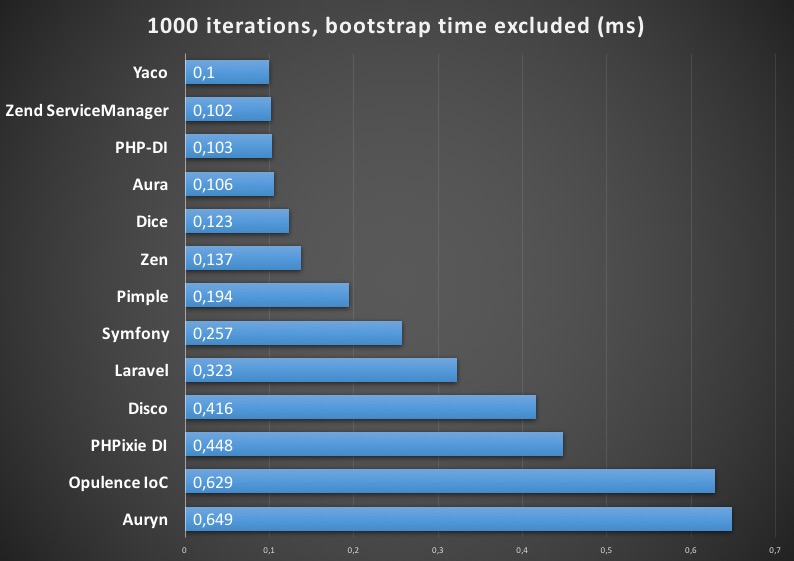 1000 iterations, bootstrap time excluded (ms)
Yaco 0,1
Zend ServiceManager 0,102
PHP-DI 0,103
Aura 0,106
Dice 0,123
Zen 0,137
Pimple 0,194
Symfony 0,257
Laravel 0,323
Disco 0,416
PHPixie DI 0,448
Opulence IoC 0,629
Auryn 0,649
0 0,1 0,2 0,3 0,4 0,5 0,6 0,7